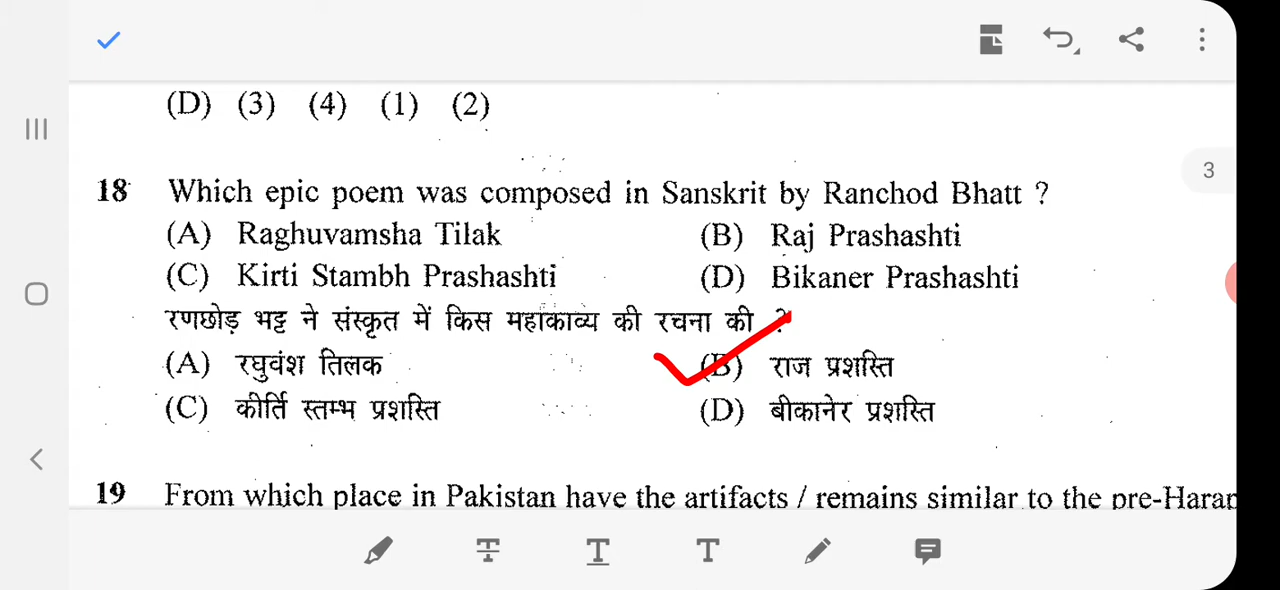 (D) (3) (4) (1) (2)
3
18 Which epic poem was composed in Sanskrit by Ranchod Bhatt ?
(A) Raghuvamsha Tilak (B) Raj Prashashti
(C) Kirti Stambh Prashashti (D) Bikaner Prashashti
रणछोड़ भट्ट ने संस्कृत में किस महाकाव्य की रचना की ?
(A) रघुवंश तिलक (B) राज प्रशस्ति
(C) कीर्ति स्तम्भ प्रशस्ति (D) बीकानेर प्रशस्ति
19 From which place in Pakistan have the artifacts / remains similar to the pre-Harap